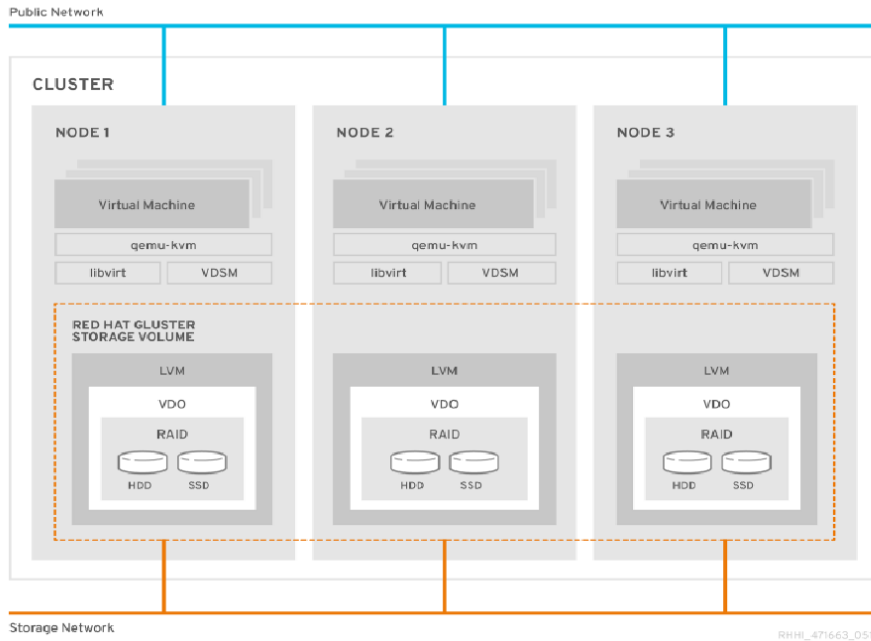 Public Network
CLUSTER
NODE 1
Virtual Machine
qemu-kvm
libvirt
VDSM
NODE 2
Virtual Machine
qemu-kvm
libvirt
VDSM
NODE 3
Virtual Machine
qemu-kvm
libvirt
VDSM
RED HAT GLUSTER
STORAGE VOLUME
LVM
VDO
RAID
HDD
SSD
LVM
VDO
RAID
HDD
SSD
LVM
VDO
RAID
HDD
SSD
Storage Network